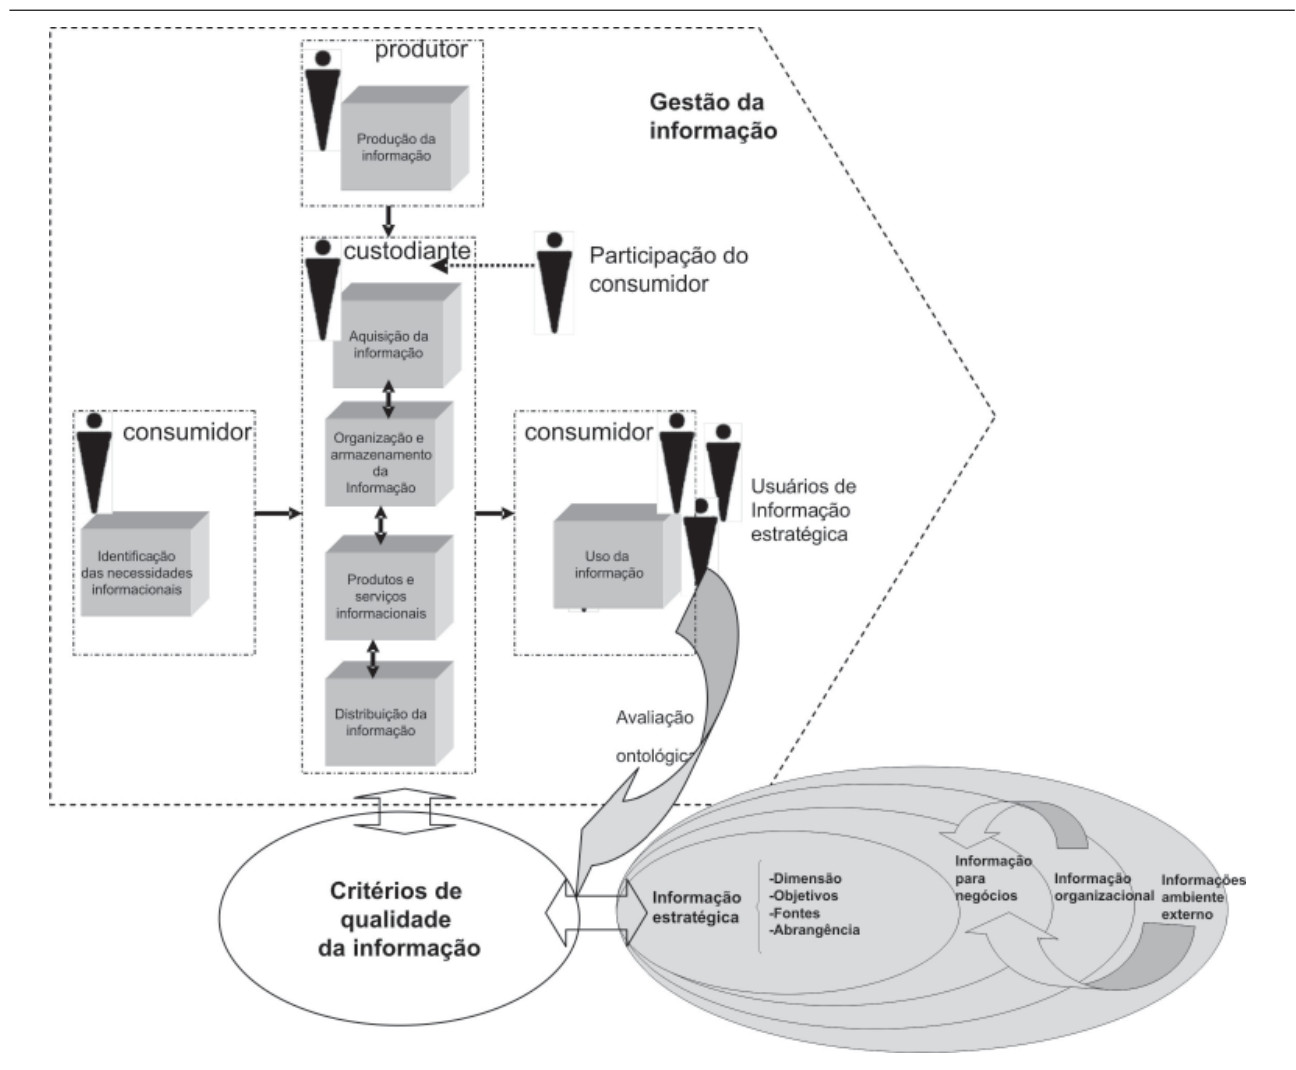 produtor
Gestão da
informação
Produção da
informação
custodiante
Participação do
consumidor
Aquisição da
informação
consumidor
Organização e
armazenamento
da
Informação
consumidor
Usuários de
Informação
estratégica
Identificação
das necessidades
informacionais
Produtos e
serviços
informacionais
Uso da
informação
Distribuição da
informação
Avaliação
ontológica
Critérios de
qualidade
da informação
Informação
estratégica
-Dimensão
-Objetivos
-Fontes
-Abrangência
Informação
para
negócios
Informação
organizacional
Informações
ambiente
externo